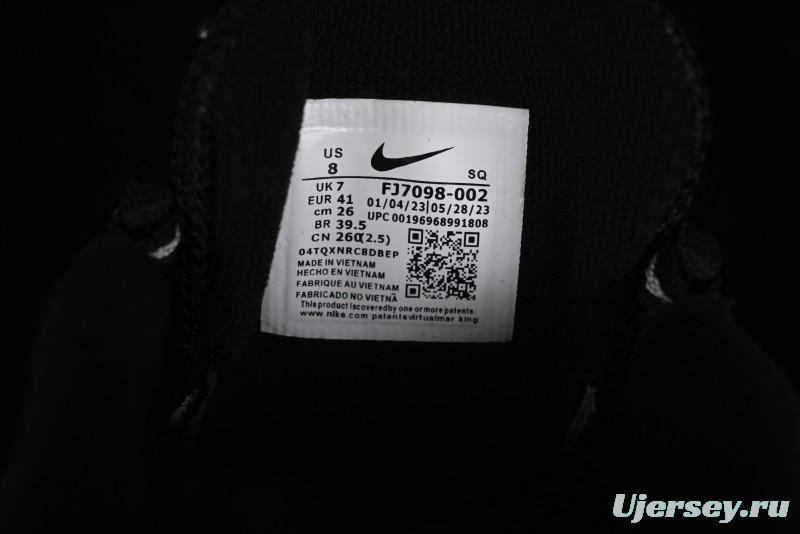 US
8
SQ
UK 7
FJ7098-002
EUR 41
01/04/23|05/28/23
cm 26
UPC 00196968991808
BR 39.5
CN 260(2.5)
04TQXNRC8DBEP
MADE IN VIETNAM
HECHO EN VIETNAM
FABRIQUE AU VIETNAM
FABRICADO NO VIETNÃ
This product is covered by one or more patents.
www.nike.com patentsvirtualmar king
Ujersey.ru